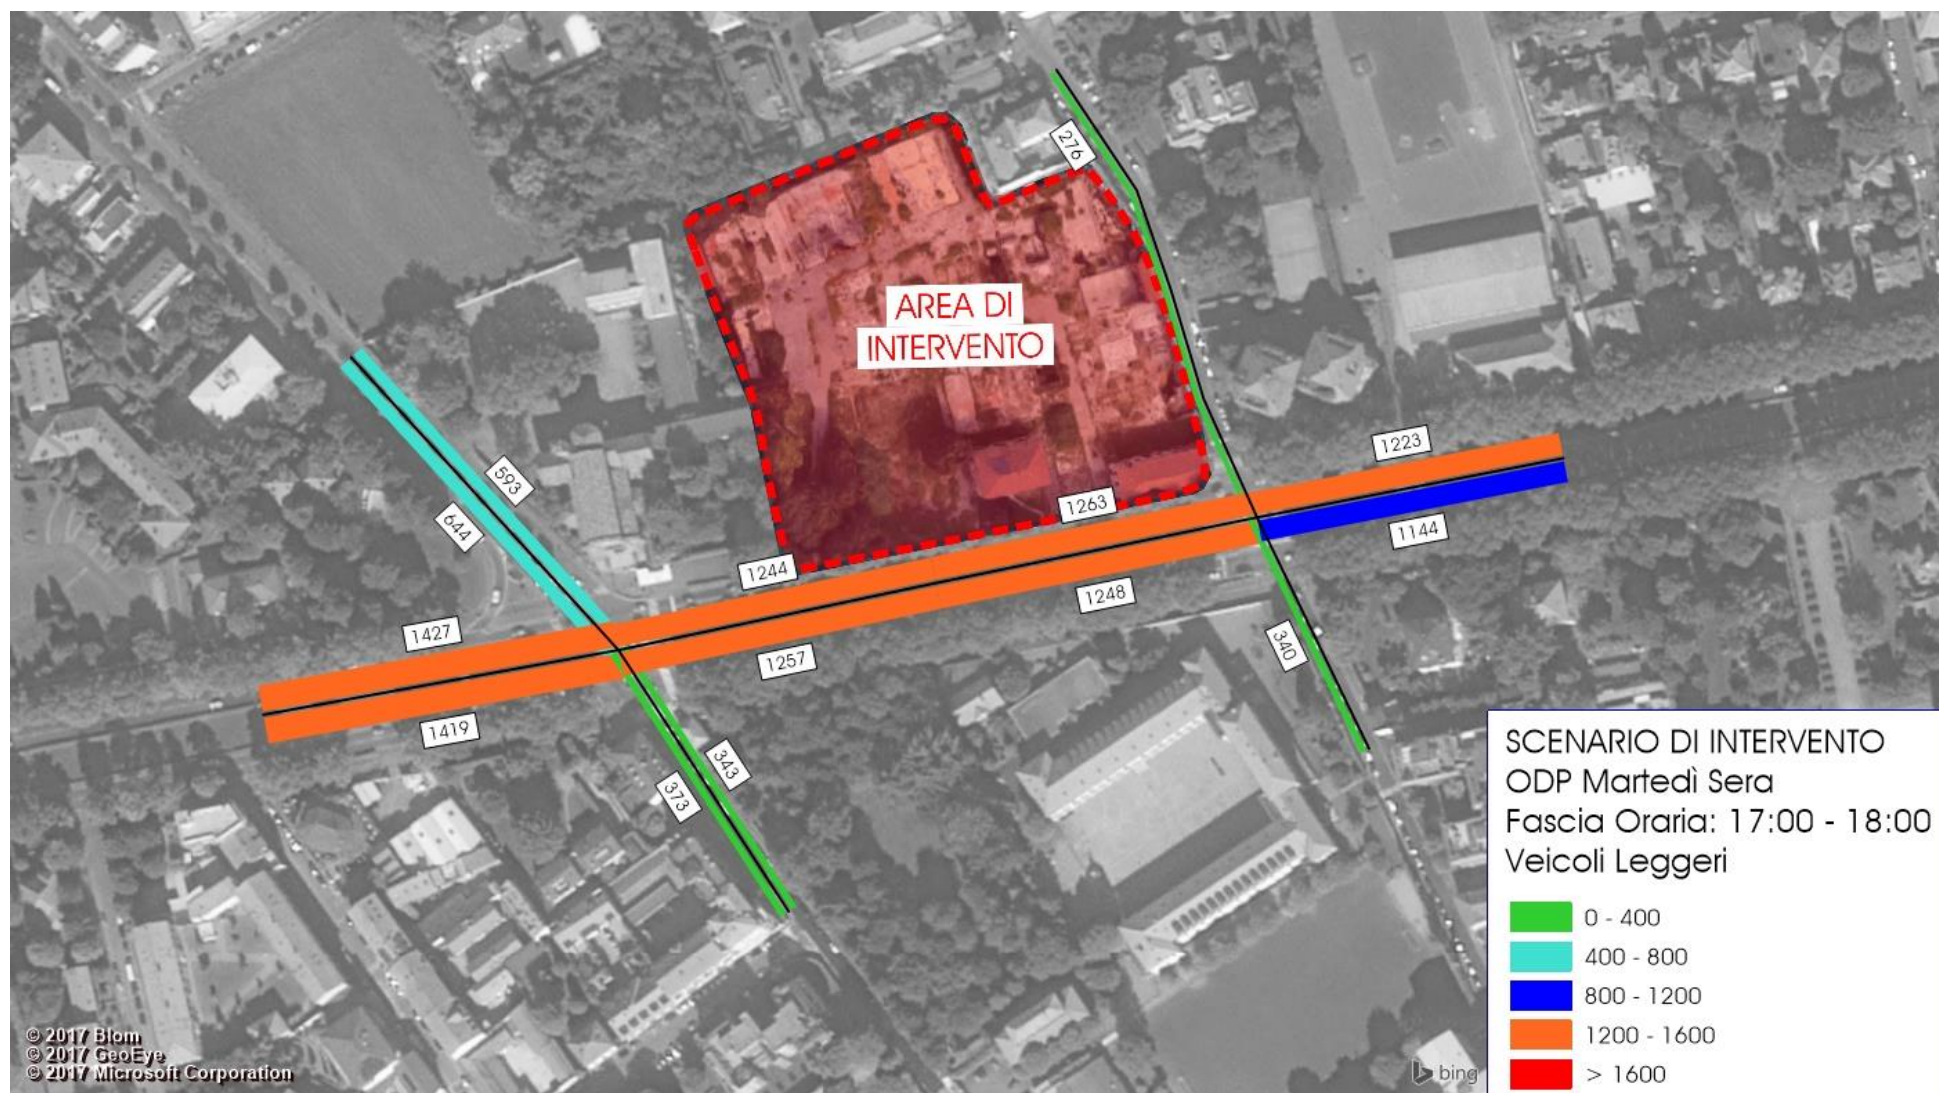 276
AREA DI
INTERVENTO
593
644
1223
1263
1144
1244
1248
1427
1257
340
1419
343
373
SCENARIO DI INTERVENTO
ODP Martedì Sera
Fascia Oraria: 17:00 - 18:00
Veicoli Leggeri
0 - 400
400 - 800
800 - 1200
1200 - 1600
> 1600
© 2017 Blom
© 2017 GeoEye
© 2017 Microsoft Corporation
bing